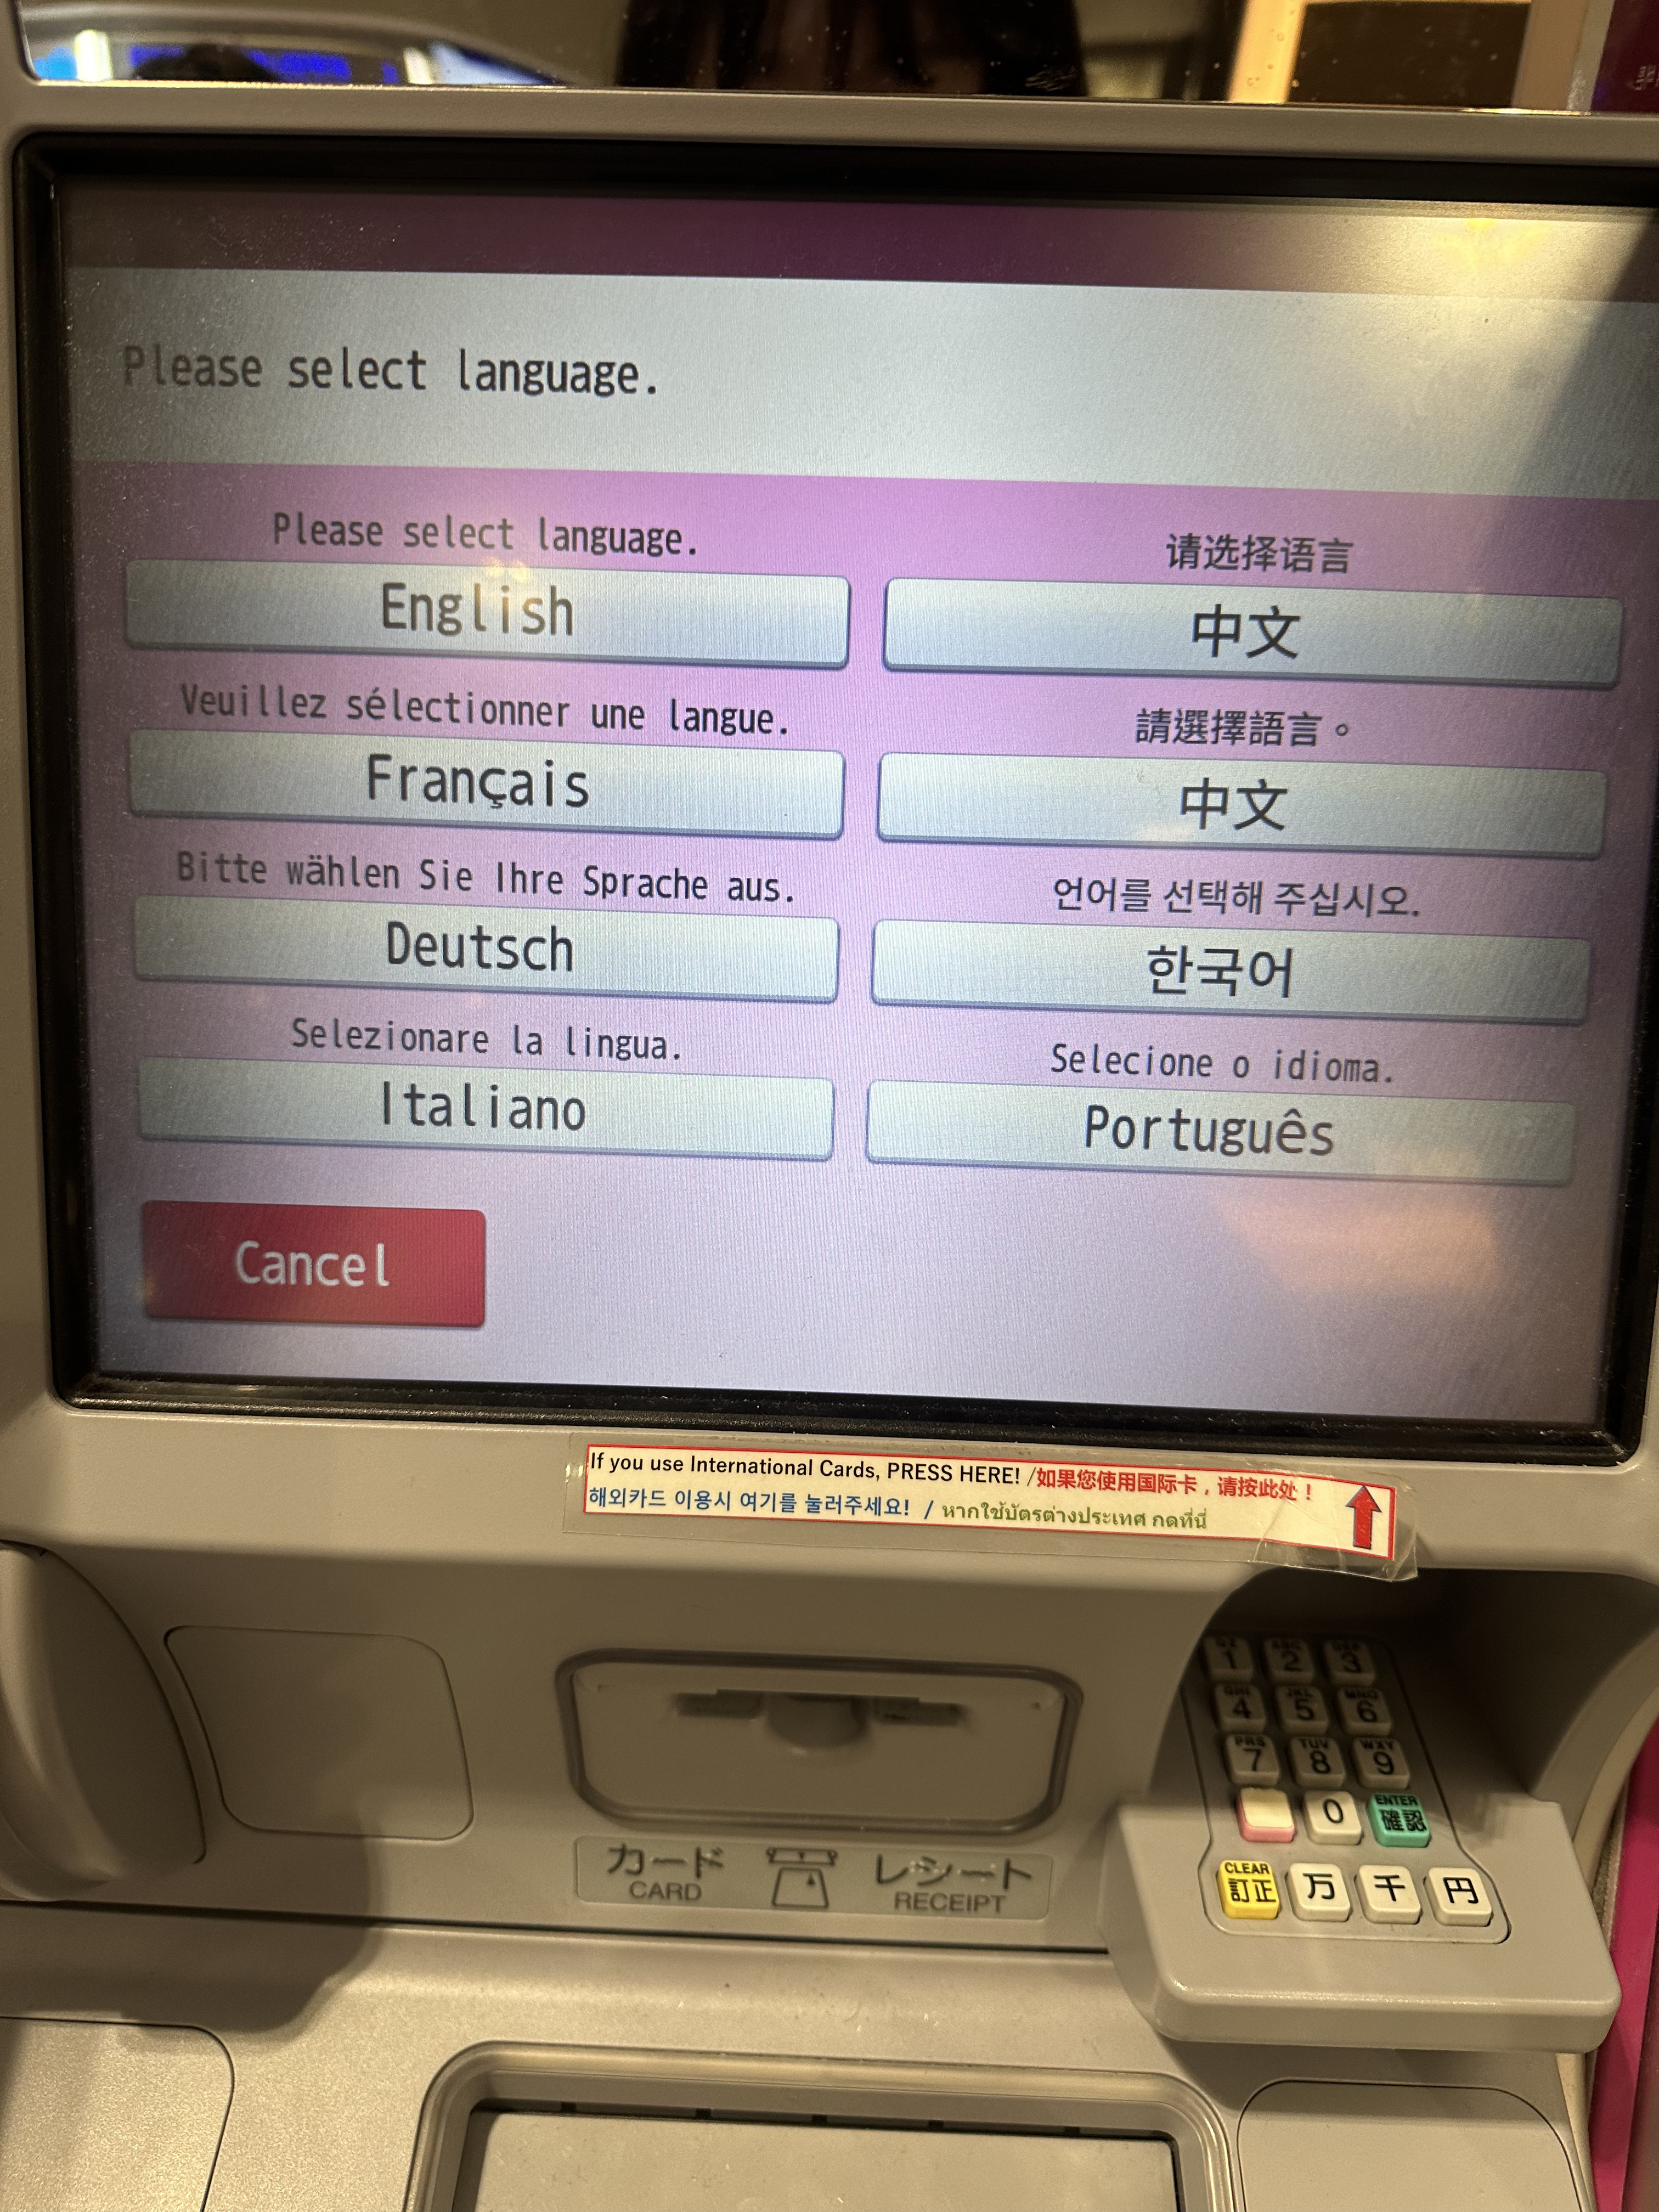 Please select language.
Please select language.
English
请选择语言
中文
Veuillez sélectionner une langue.
Français
請選擇語言。
中文
Bitte wählen Sie Ihre Sprache aus.
Deutsch
언어를 선택해 주십시오.
한국어
Selezionare la lingua.
Italiano
Selecione o idioma.
Português
Cancel
If you use International Cards, PRESS HERE! /如果您使用国际卡，请按此处！
해외카드 이용시 여기를 눌러주세요! / หากใช้บัตรต่างประเทศ กดที่นี่
カード
CARD
レシート
RECEIPT
1 2 3
4 5 6
PRS TUV WXY
7 8 9
0 ENTER 確認
CLEAR 訂正 万 千 円